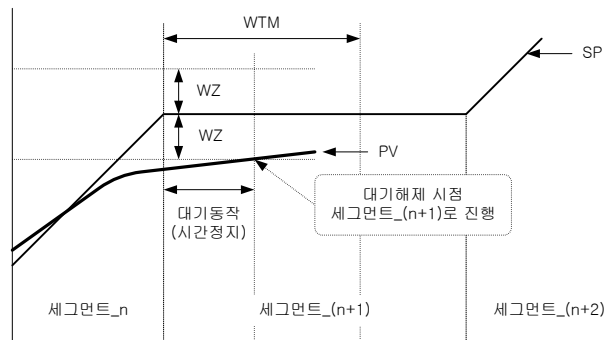 WTM
SP
WZ
WZ
PV
대기해제 시점
세그먼트_(n+1)로 진행
대기동작
(시간정지)
세그먼트_n
세그먼트_(n+1)
세그먼트_(n+2)